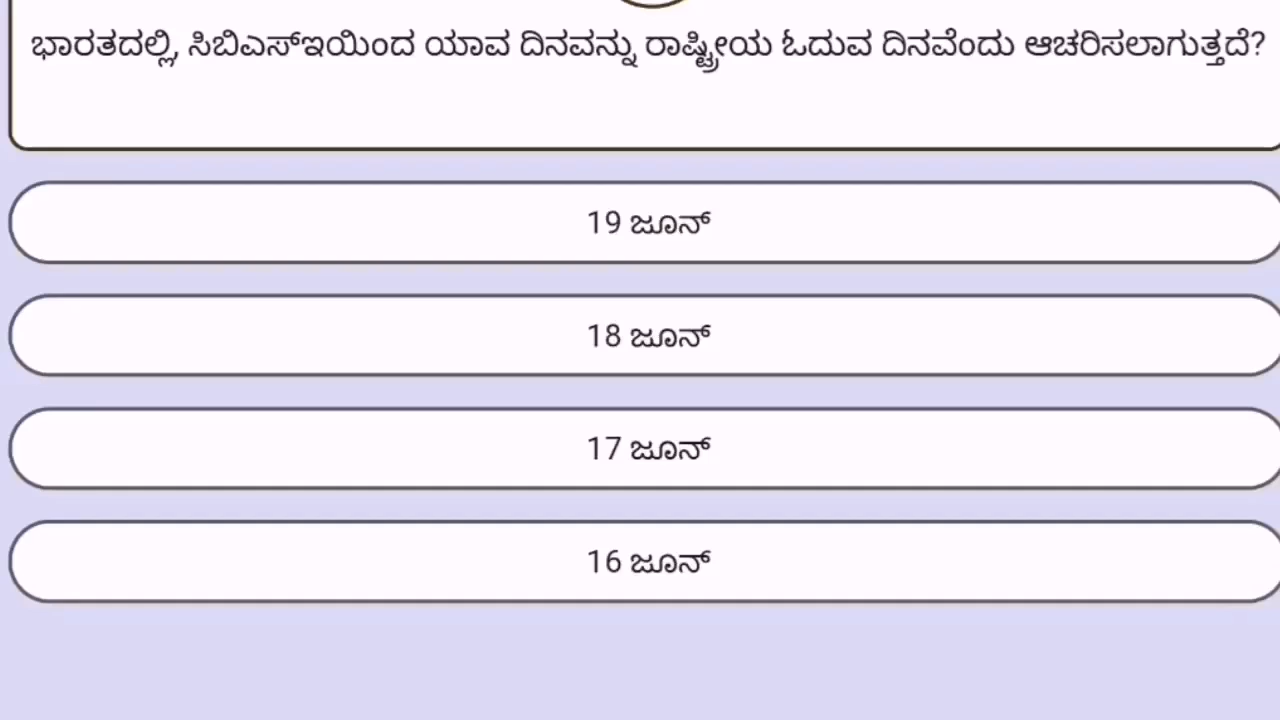 ಭಾರತದಲ್ಲಿ, ಸಿಬಿಎಸ್‌ಇಯಿಂದ ಯಾವ ದಿನವನ್ನು ರಾಷ್ಟ್ರೀಯ ಓದುವ ದಿನವೆಂದು ಆಚರಿಸಲಾಗುತ್ತದೆ?
19 ಜೂನ್
18 ಜೂನ್
17 ಜೂನ್
16 ಜೂನ್